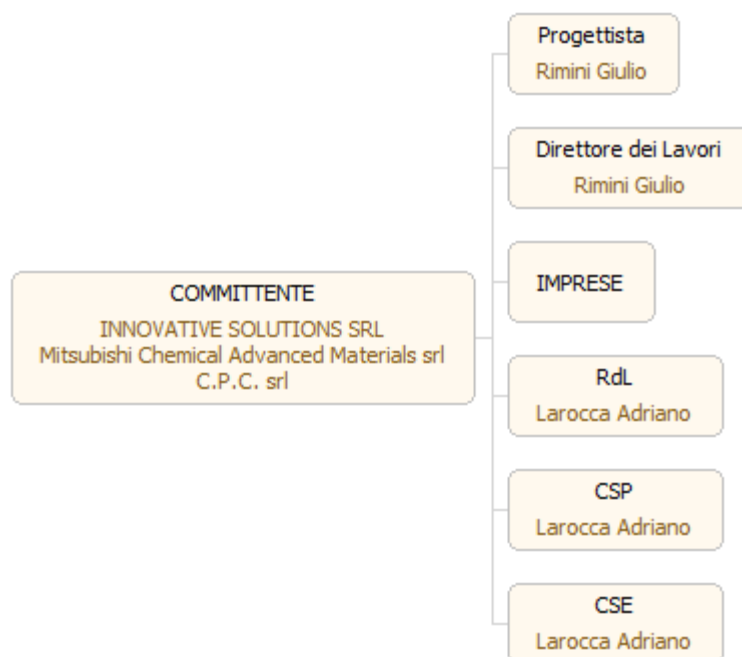 Progettista
Rimini Giulio
Direttore dei Lavori
Rimini Giulio
IMPRESE
COMMITTENTE
INNOVATIVE SOLUTIONS SRL
Mitsubishi Chemical Advanced Materials srl
C.P.C. srl
RdL
Larocca Adriano
CSP
Larocca Adriano
CSE
Larocca Adriano